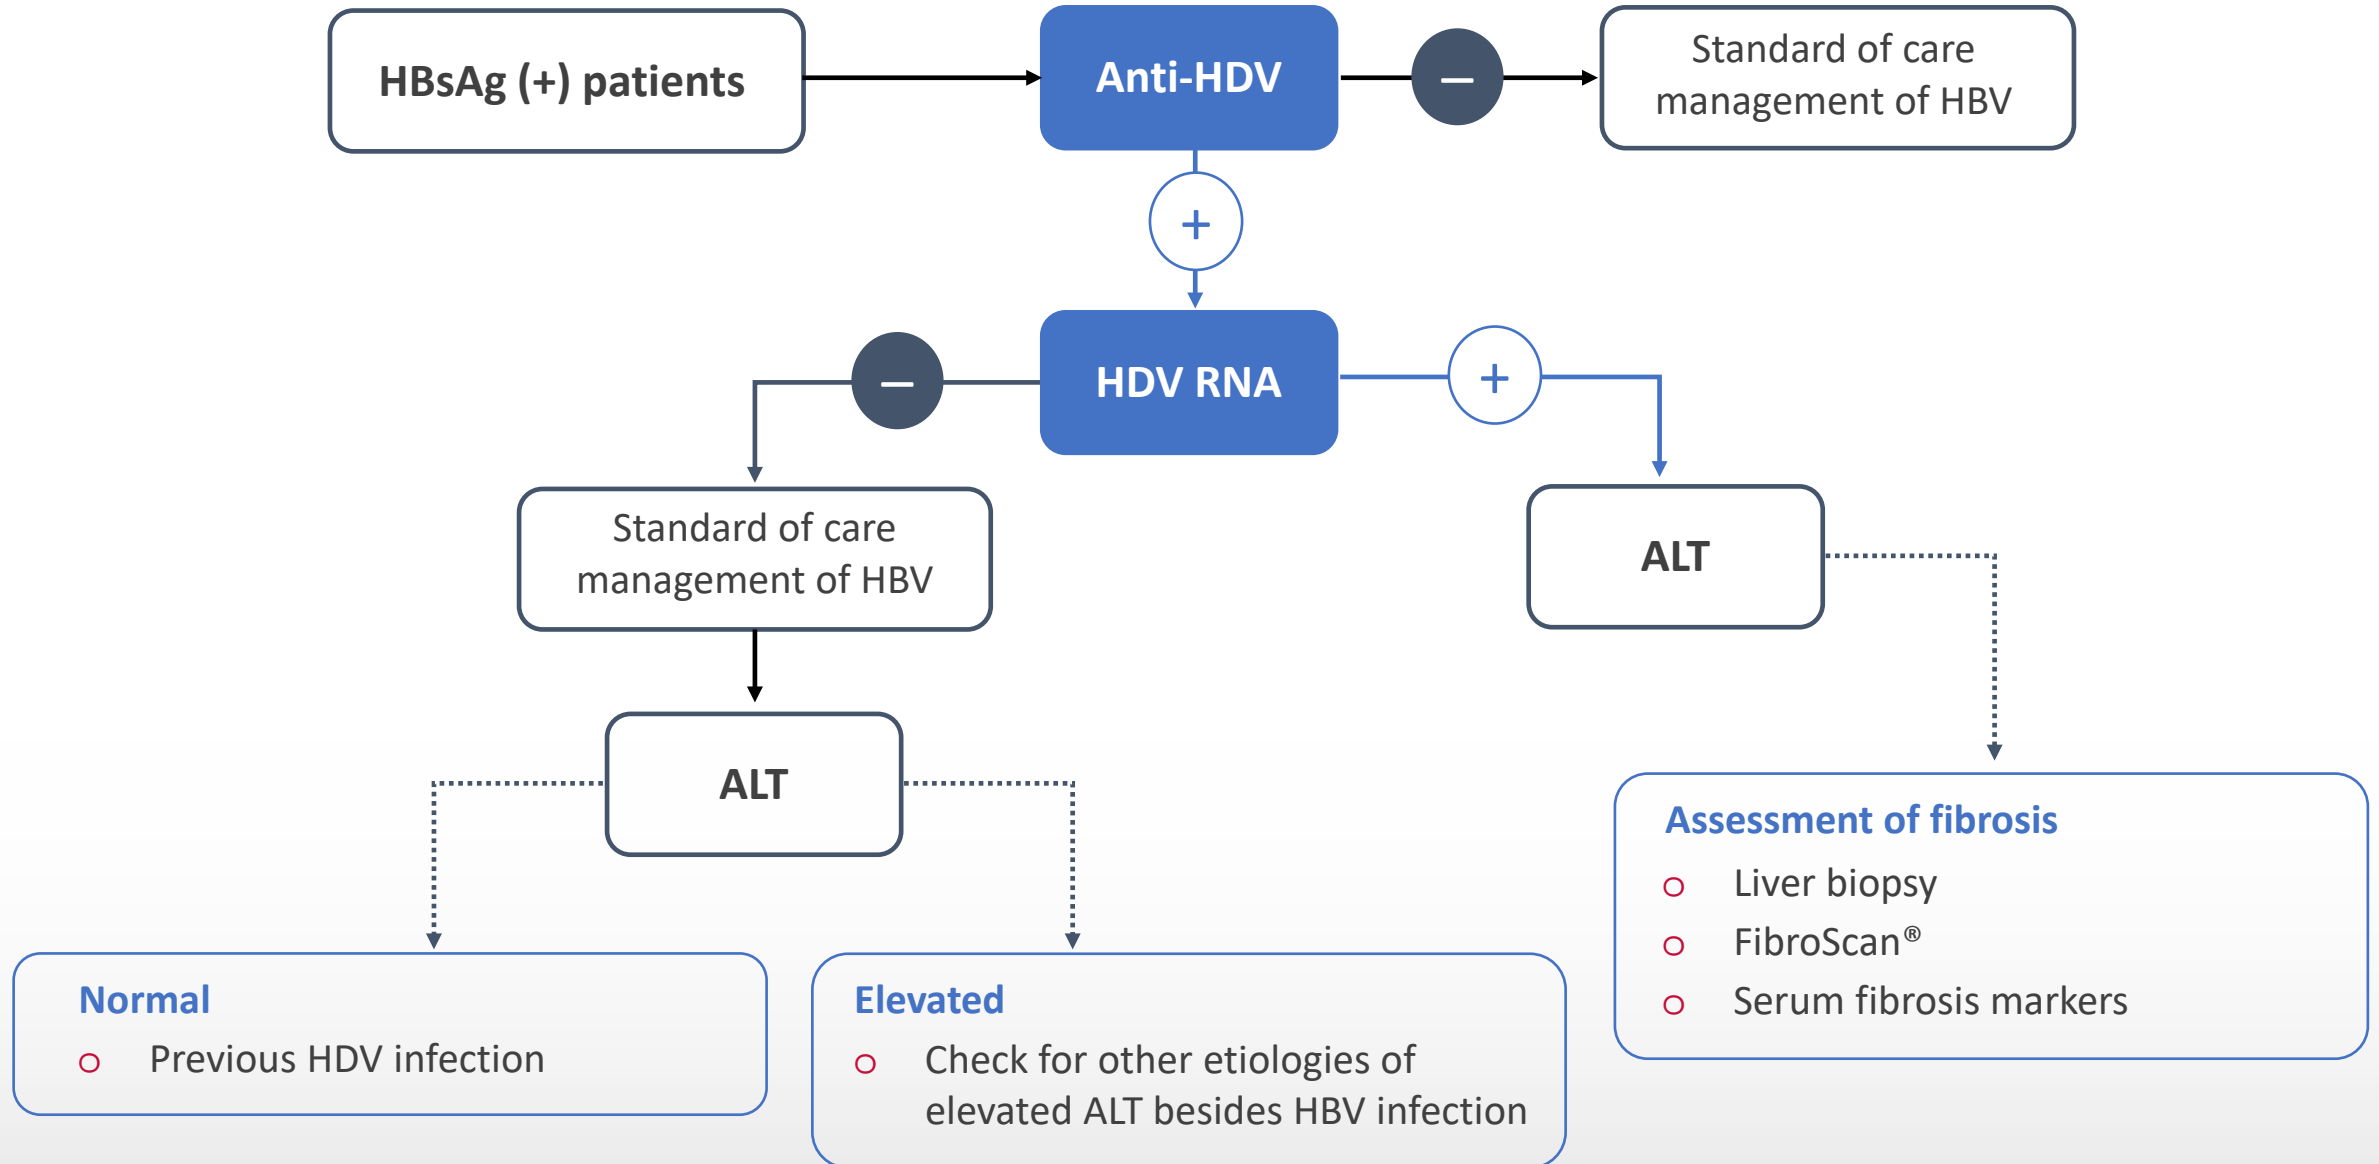 HBsAg (+) patients
Anti-HDV
–
Standard of care
management of HBV
+
HDV RNA
–
+
Standard of care
management of HBV
ALT
ALT
Normal
o Previous HDV infection
Elevated
o Check for other etiologies of
elevated ALT besides HBV infection
Assessment of fibrosis
o Liver biopsy
o FibroScan®
o Serum fibrosis markers